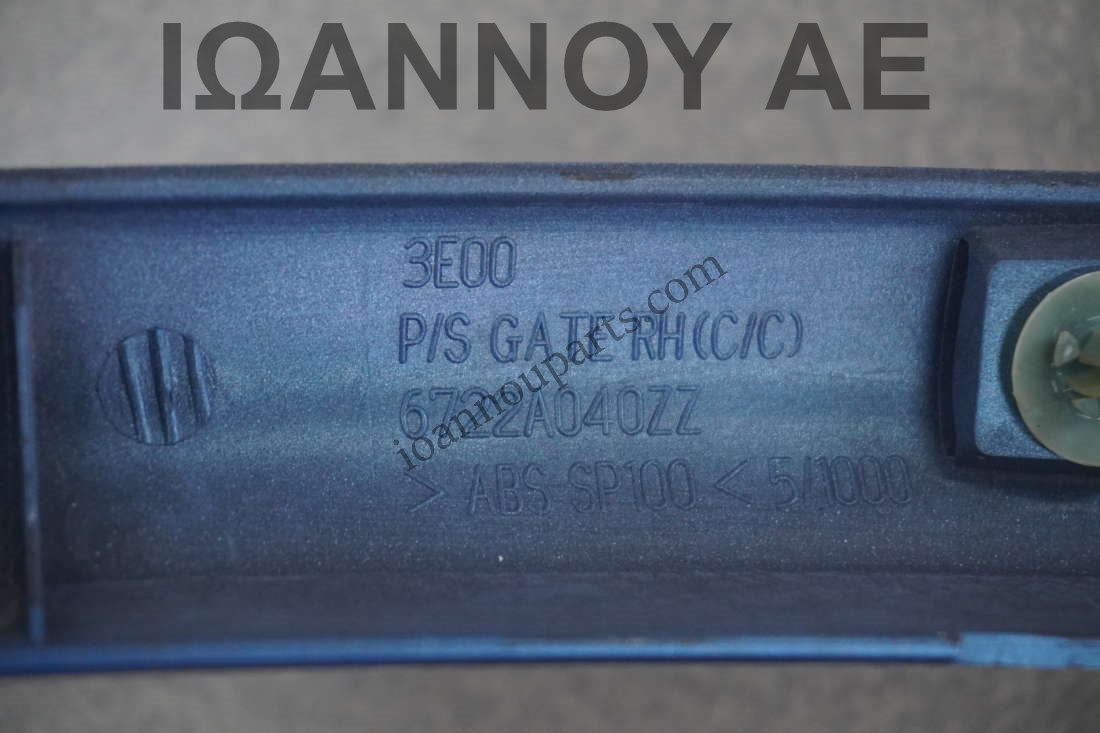 ΙΩΑΝΝΟΥ ΑΕ
3E00
P/S GATE RH(C/C)
6722A040ZZ
> ABS SP100 < 5/1000
ioannouparts.com